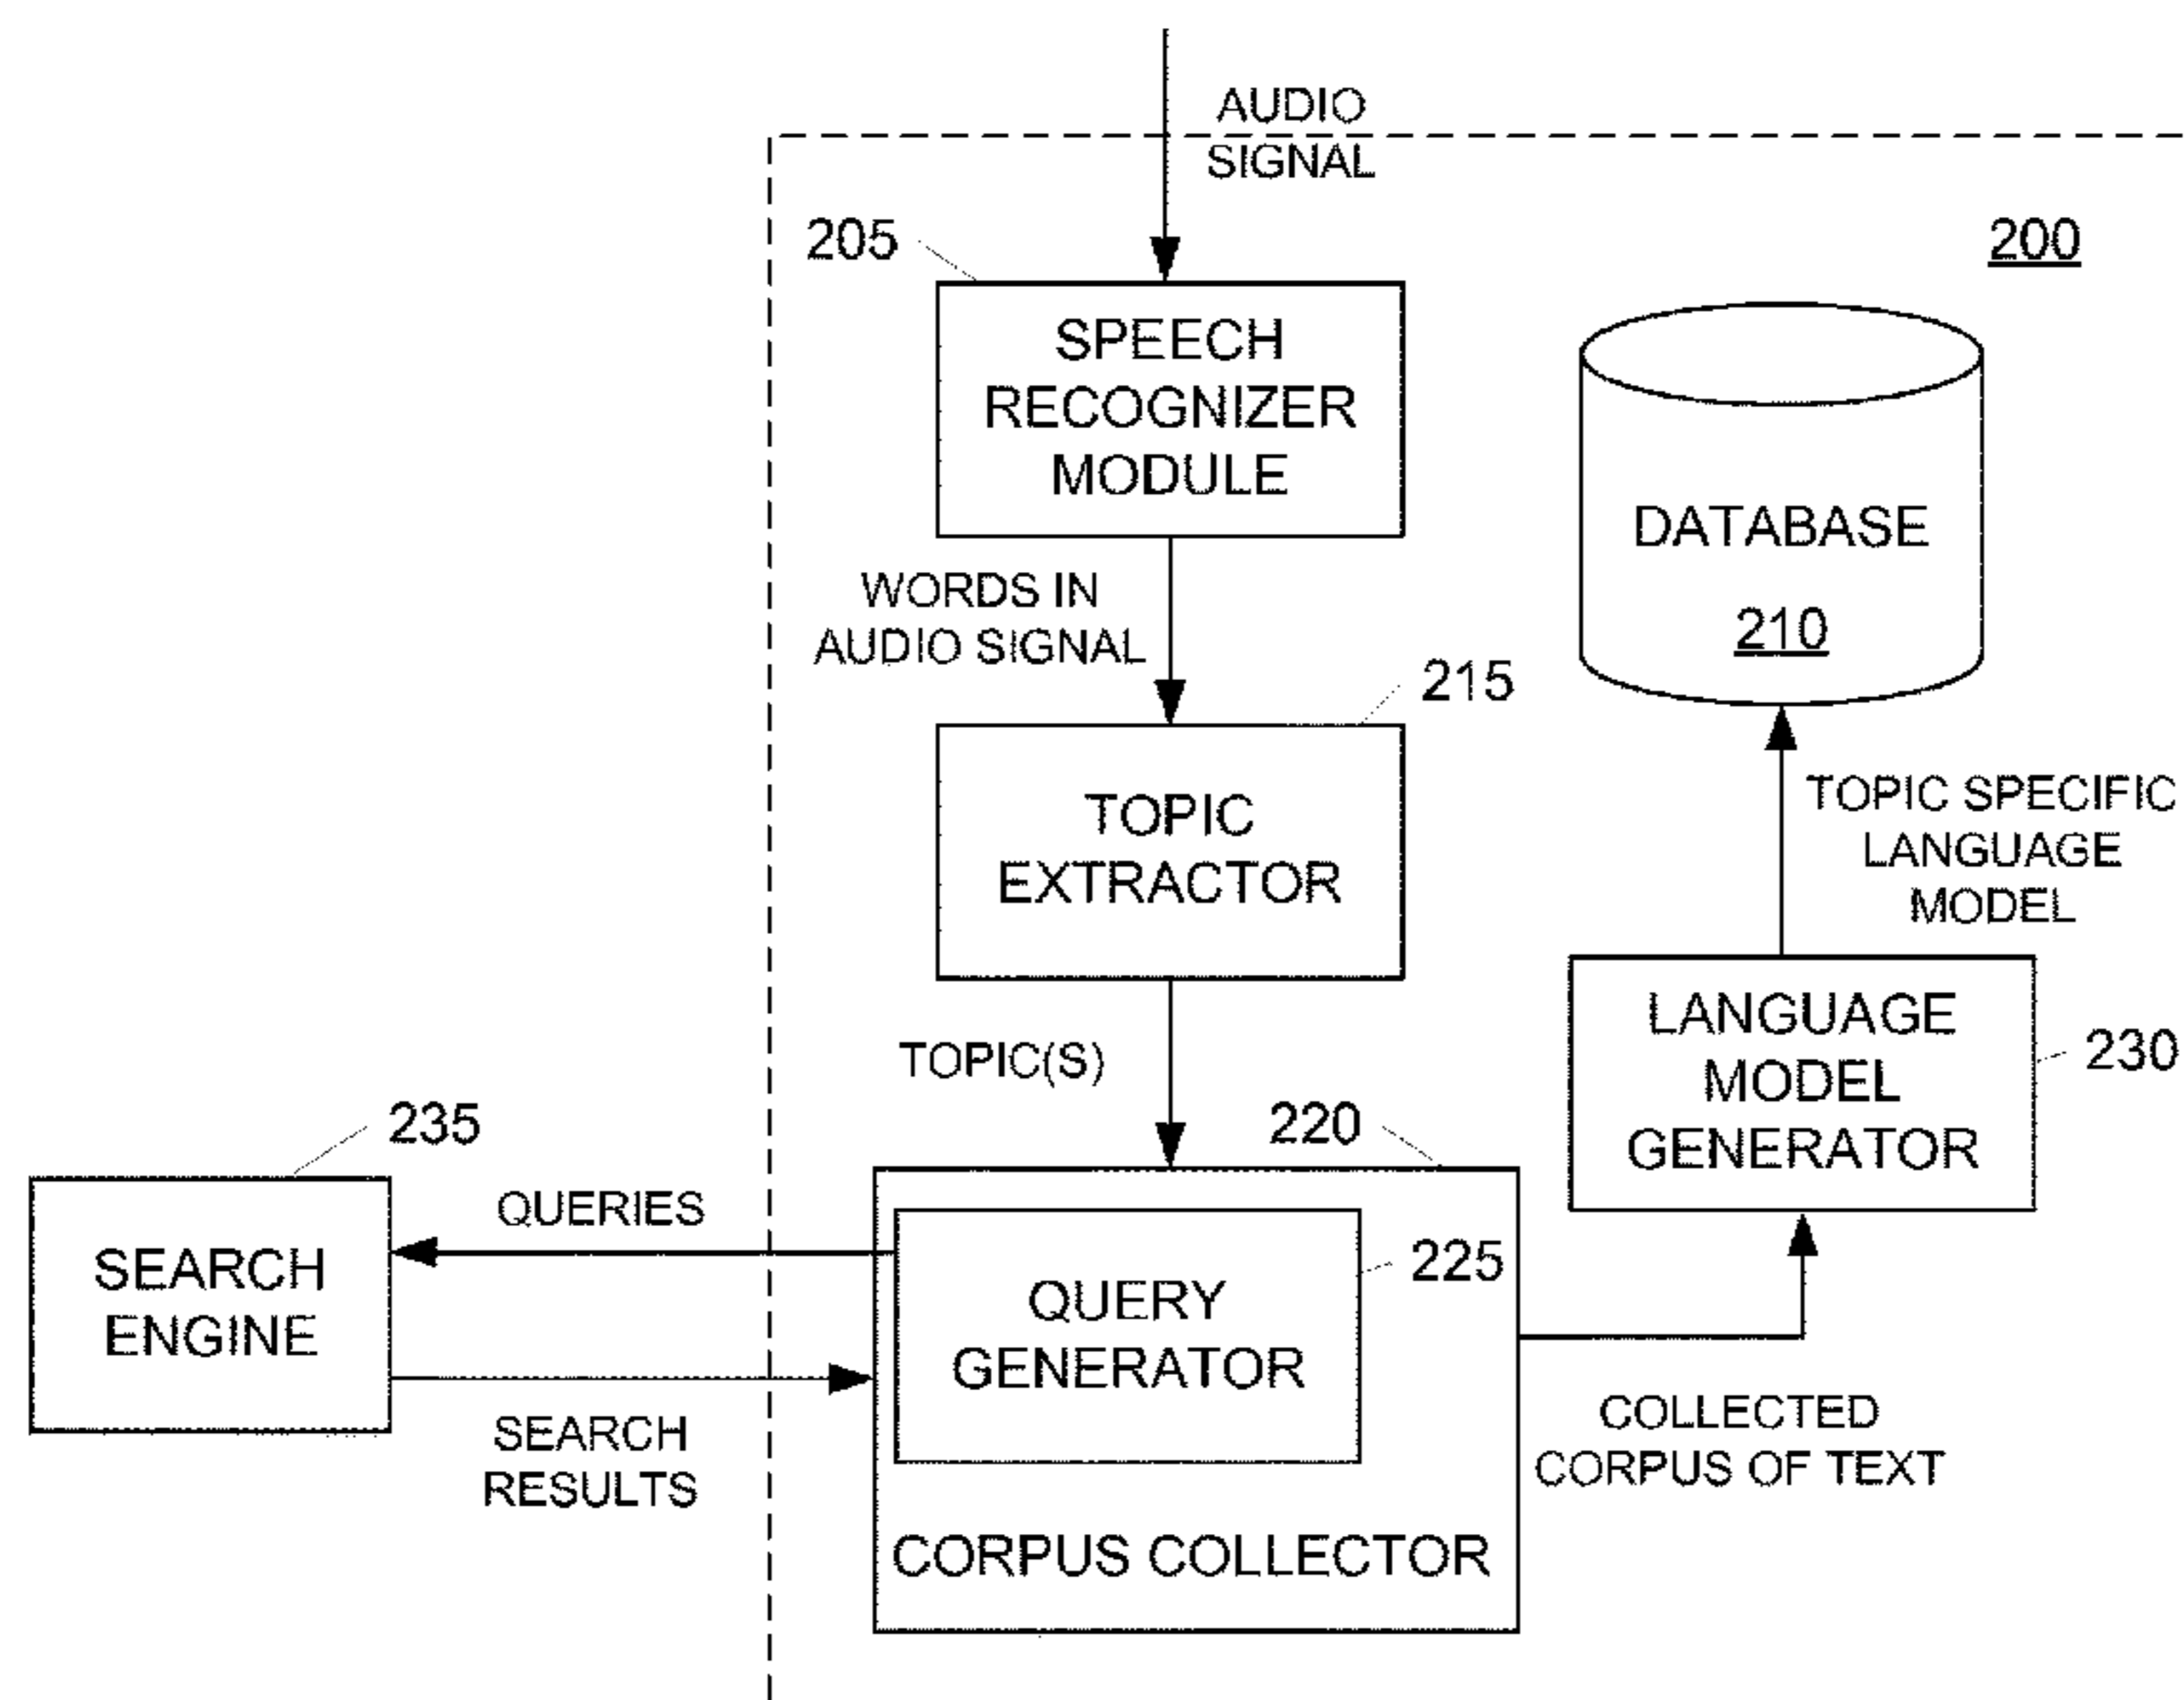 AUDIO
SIGNAL
205
200
SPEECH
RECOGNIZER
MODULE
DATABASE
210
WORDS IN
AUDIO SIGNAL
215
TOPIC
EXTRACTOR
TOPIC SPECIFIC
LANGUAGE
MODEL
LANGUAGE
MODEL
GENERATOR
230
TOPIC(S)
220
235
QUERIES
SEARCH
ENGINE
225
QUERY
GENERATOR
SEARCH
RESULTS
COLLECTED
CORPUS OF TEXT
CORPUS COLLECTOR